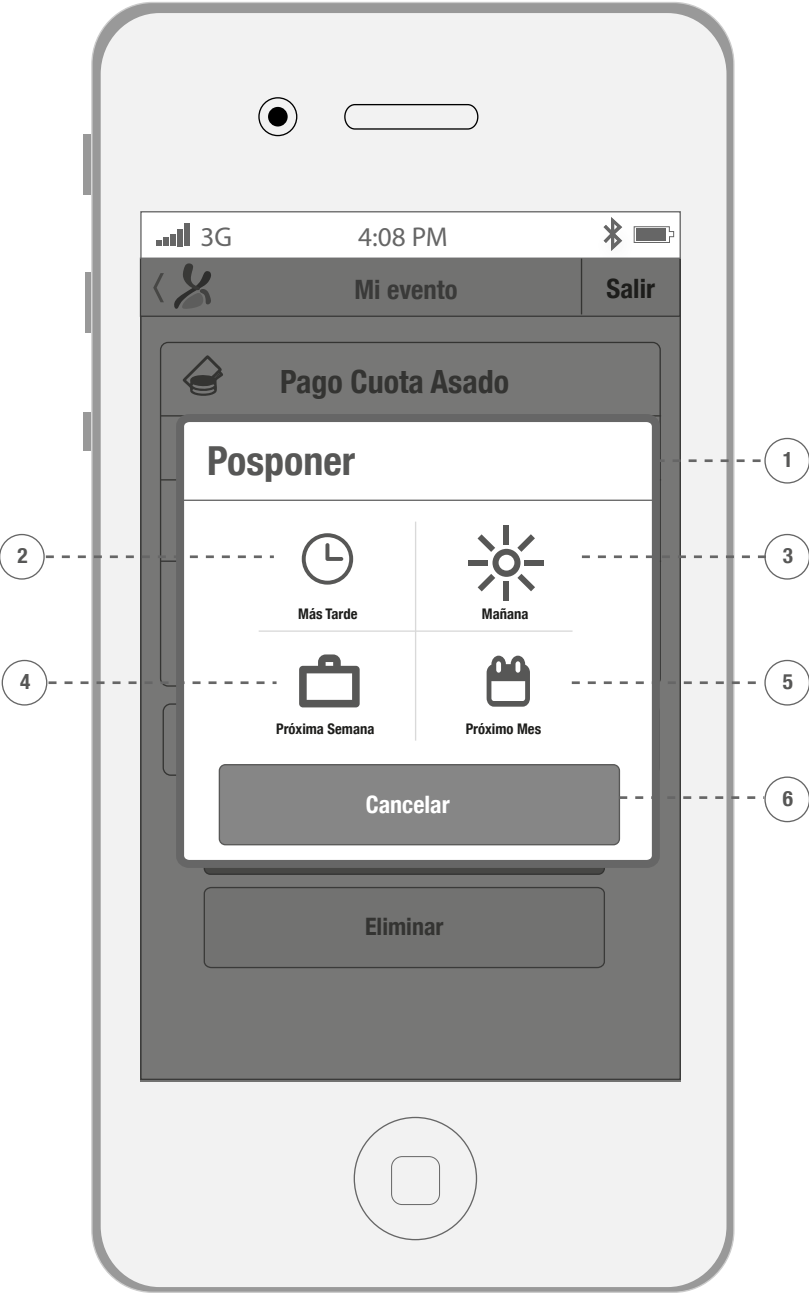 3G 4:08 PM
Mi evento Salir
Pago Cuota Asado
Posponer
1
2
3
Más Tarde Mañana
4
5
Próxima Semana Próximo Mes
Cancelar
6
Eliminar